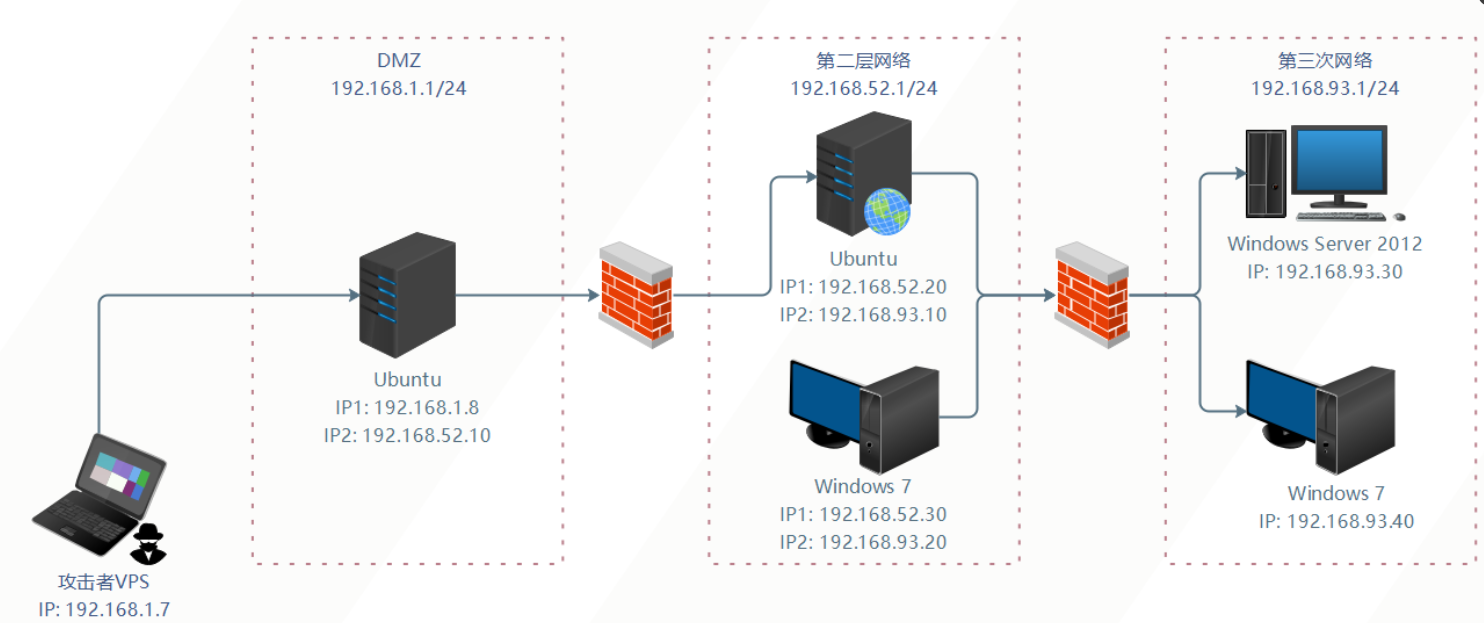 DMZ
192.168.1.1/24
Ubuntu
IP1: 192.168.1.8
IP2: 192.168.52.10
攻击者VPS
IP: 192.168.1.7
第二层网络
192.168.52.1/24
Ubuntu
IP1: 192.168.52.20
IP2: 192.168.93.10
Windows 7
IP1: 192.168.52.30
IP2: 192.168.93.20
第三次网络
192.168.93.1/24
Windows Server 2012
IP: 192.168.93.30
Windows 7
IP: 192.168.93.40